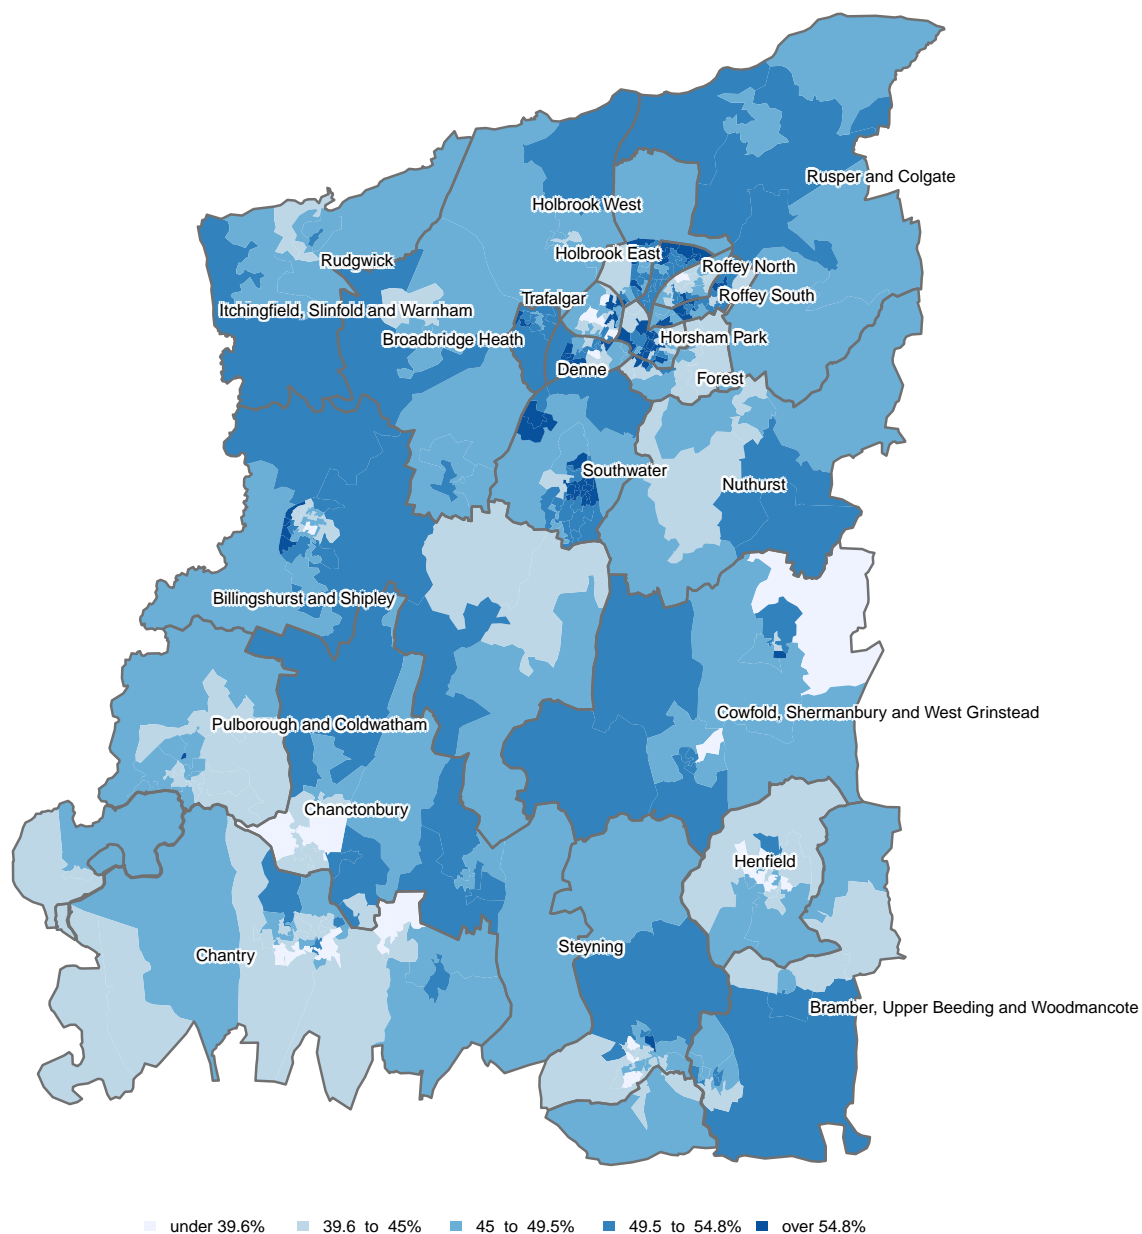 Rusper and Colgate
Holbrook West
Holbrook East
Rudgwick
Roffey North
Roffey South
Trafalgar
Itchingfield, Slinfold and Warnham
Broadbridge Heath
Horsham Park
Denne
Forest
Southwater
Nuthurst
Billingshurst and Shipley
Cowfold, Shermanbury and West Grinstead
Pulborough and Coldwatham
Chanctonbury
Henfield
Steyning
Chantry
Bramber, Upper Beeding and Woodmancote
under 39.6% 39.6 to 45% 45 to 49.5% 49.5 to 54.8% over 54.8%